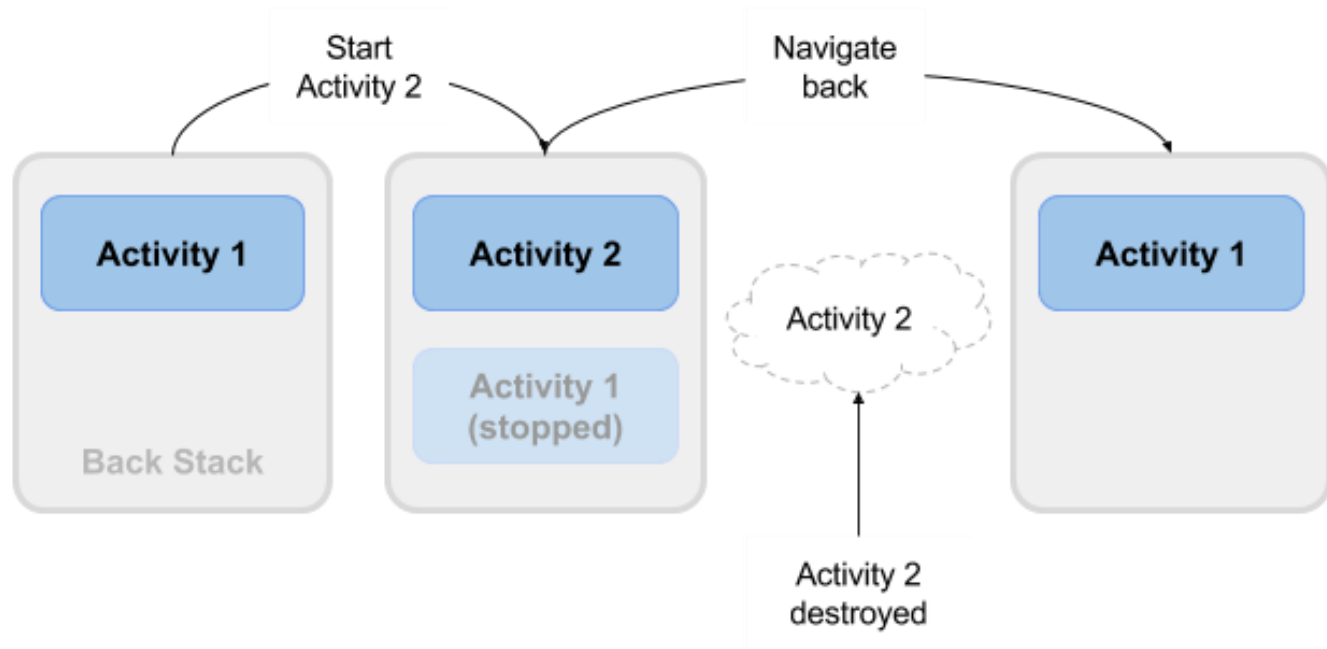 Start
Activity 2
Navigate
back
Activity 1
Back Stack
Activity 2
Activity 1
(stopped)
Activity 2
Activity 1
Activity 2
destroyed